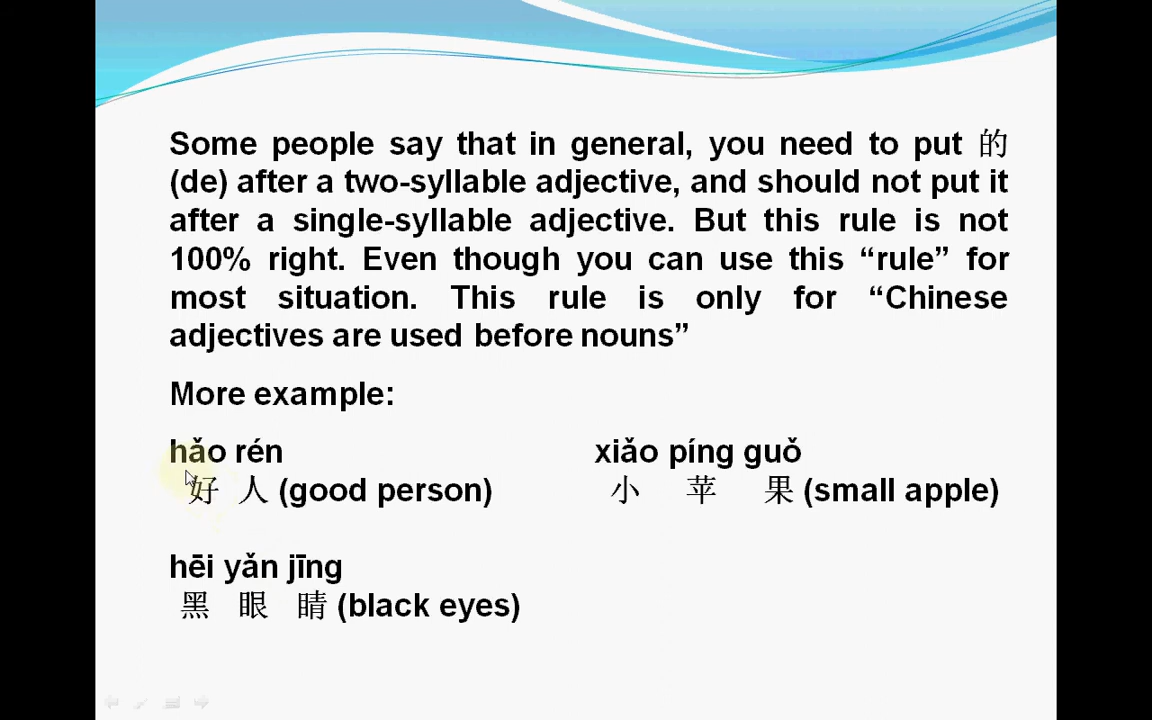 Some people say that in general, you need to put 的
(de) after a two-syllable adjective, and should not put it
after a single-syllable adjective. But this rule is not
100% right. Even though you can use this “rule” for
most situation. This rule is only for “Chinese
adjectives are used before nouns”
More example:
hǎo rén
好 人 (good person)
xiǎo píng guǒ
小 苹 果 (small apple)
hēi yǎn jīng
黑 眼 睛 (black eyes)